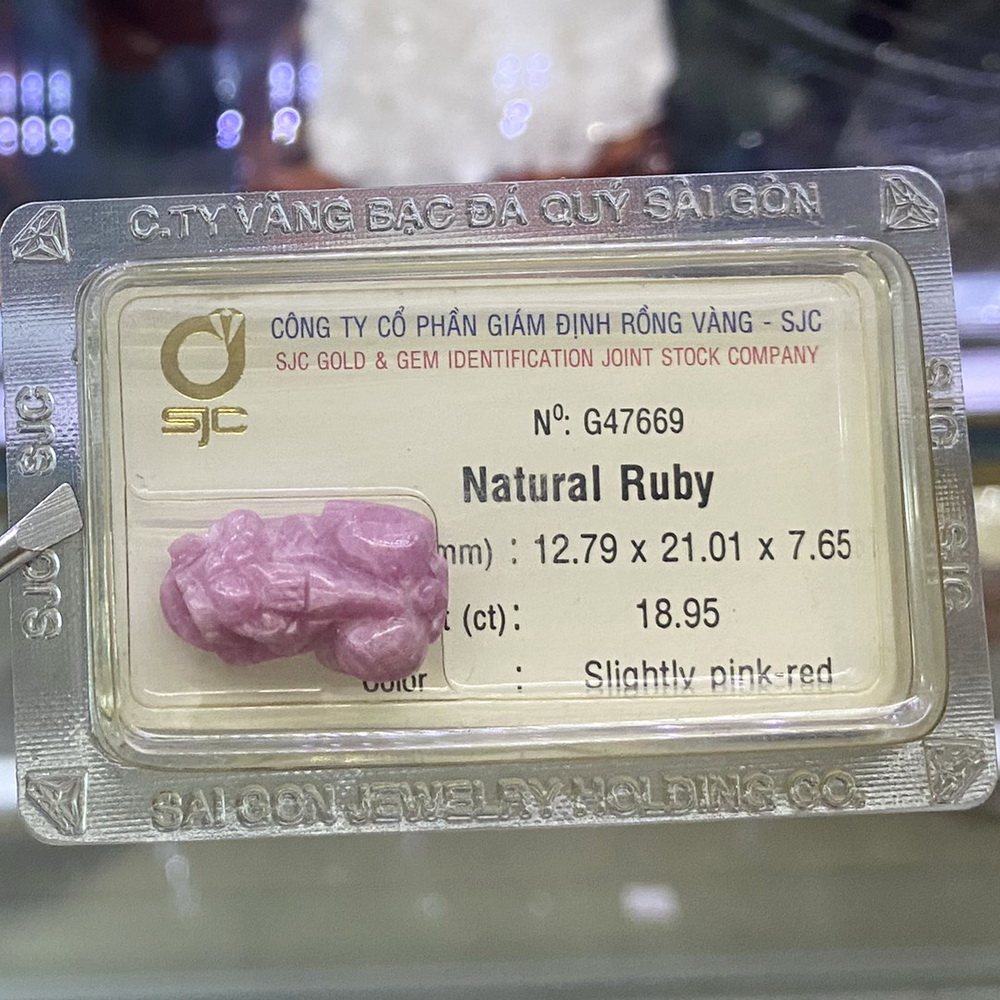 C.TY VÀNG BẠC ĐÁ QUÝ SÀI GÒN
CÔNG TY CỔ PHẦN GIÁM ĐỊNH RỒNG VÀNG - SJC
SJC GOLD & GEM IDENTIFICATION JOINT STOCK COMPANY
SJC
Nº: G47669
Natural Ruby
mm) : 12.79 x 21.01 x 7.65
t (ct) : 18.95
Color : Slightly pink-red
SJC
SJC
SJC
SJC
SAI GON JEWELRY HOLDING CO.